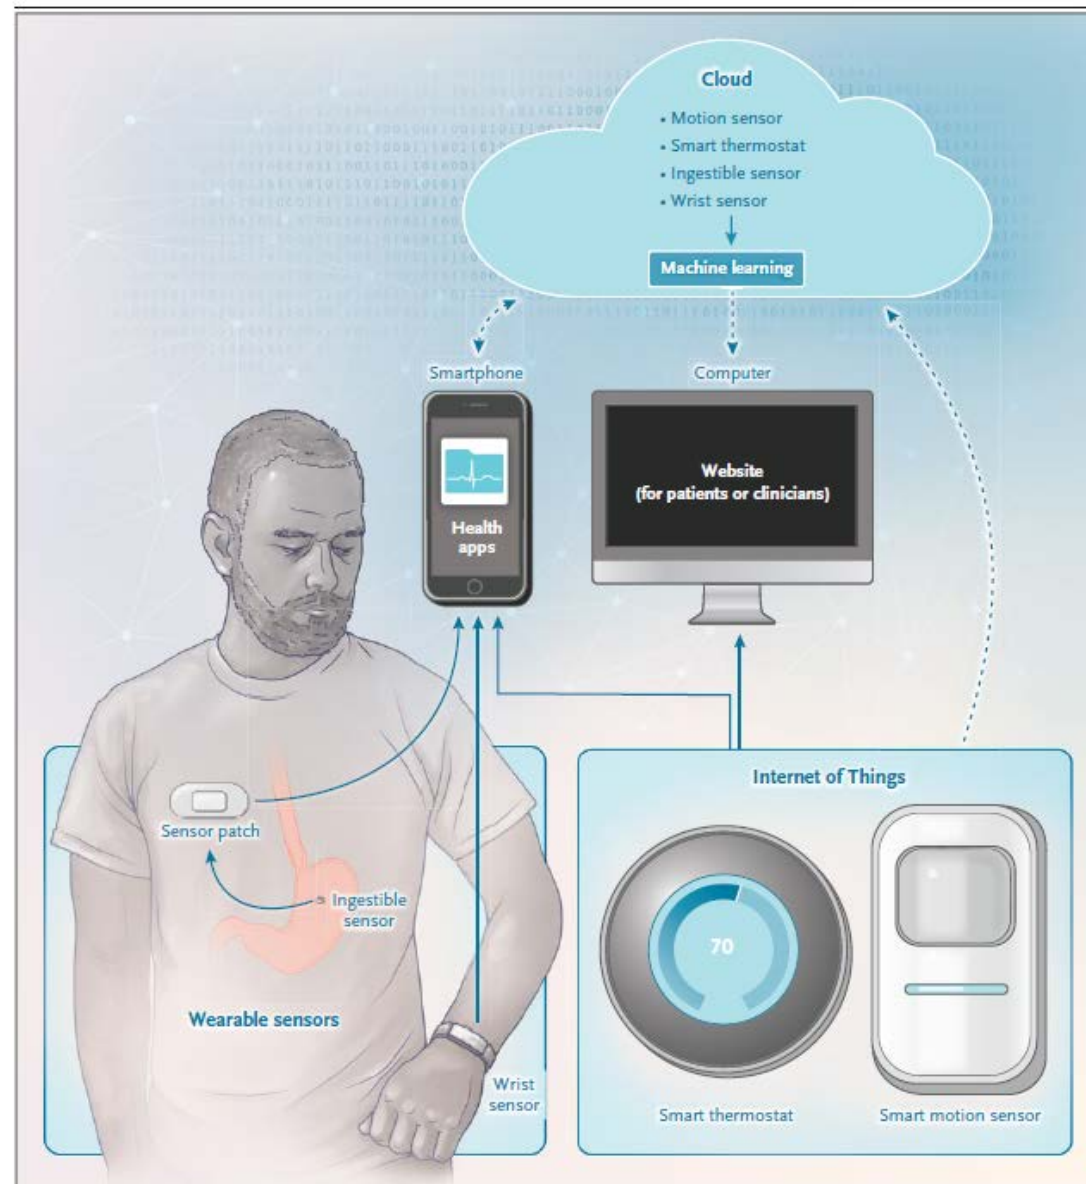 Cloud
• Motion sensor
• Smart thermostat
• Ingestible sensor
• Wrist sensor
Machine learning
Smartphone
Computer
Health
apps
Website
(for patients or clinicians)
Sensor patch
Ingestible
sensor
Wearable sensors
Wrist
sensor
Internet of Things
70
Smart thermostat
Smart motion sensor